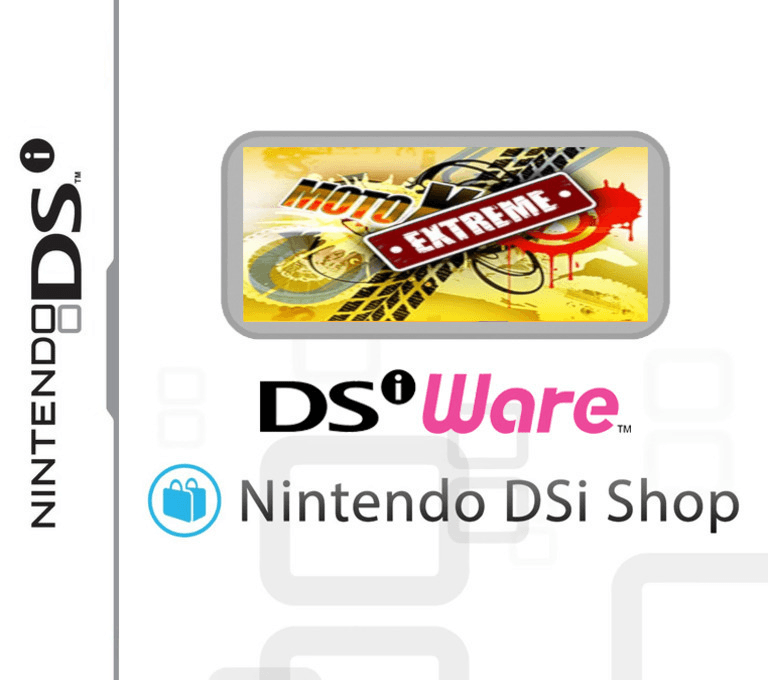 NINTENDO DSi™
MOTO X
• EXTREME •
DSiWare™
Nintendo DSi Shop